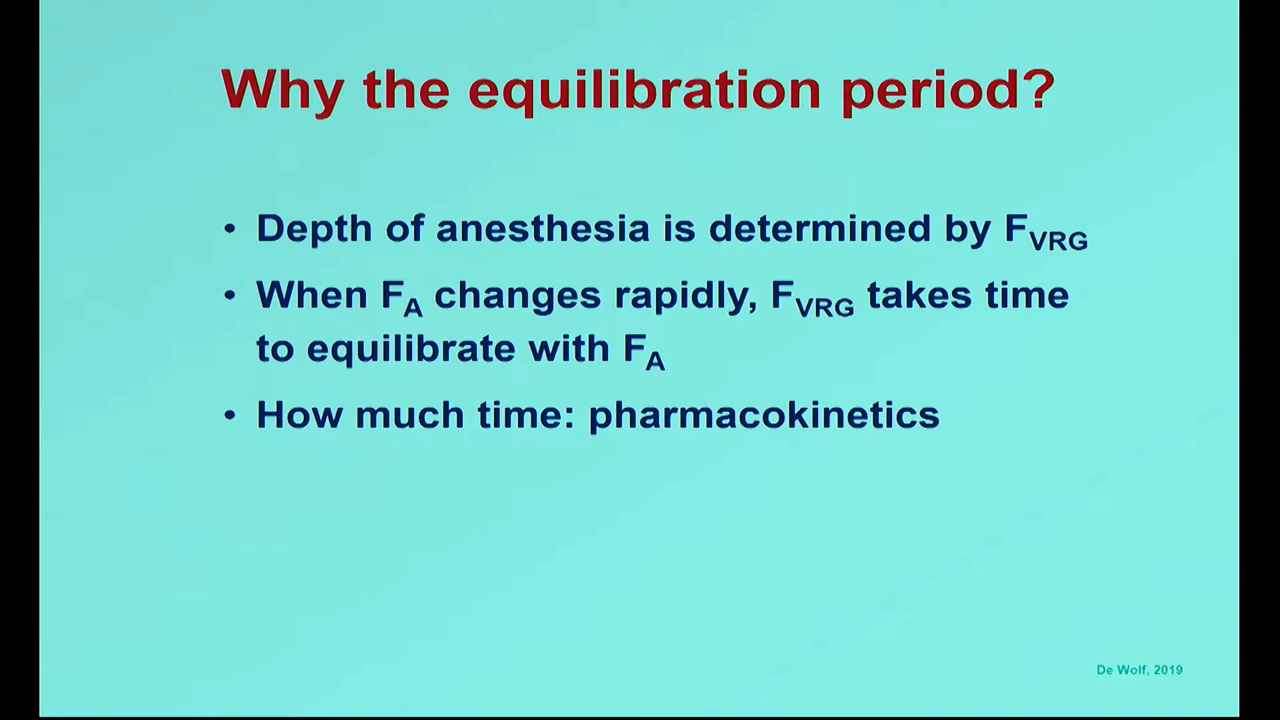 Why the equilibration period?
• Depth of anesthesia is determined by FVRG
• When FA changes rapidly, FVRG takes time
to equilibrate with FA
• How much time: pharmacokinetics
De Wolf, 2019